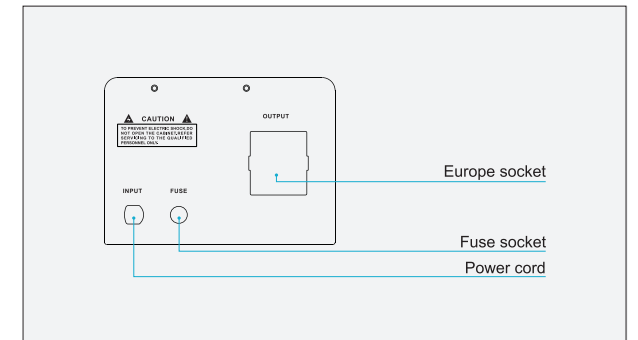 CAUTION
OUTPUT
TO PREVENT ELECTRIC SHOCK,DO
NOT OPEN THE CABINET,REFER
SERVICING TO THE QUALIFIED
PERSONNEL ONLY.
Europe socket
INPUT
FUSE
Fuse socket
Power cord